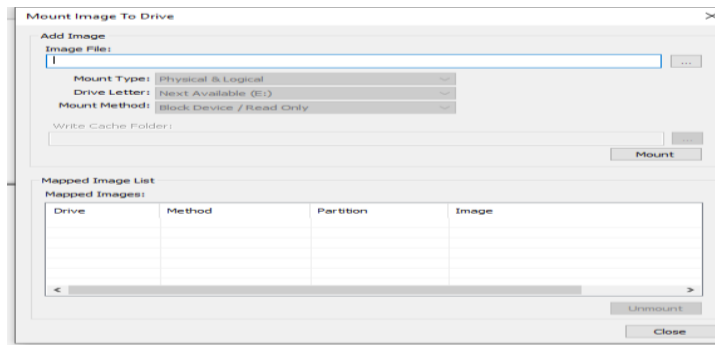 Mount Image To Drive
Add Image
Image File:
...
Mount Type: Physical & Logical
Drive Letter: Next Available (E:)
Mount Method: Block Device / Read Only
Write Cache Folder:
...
Mount
Mapped Image List
Mapped Images:
Drive Method Partition Image
Unmount
Close